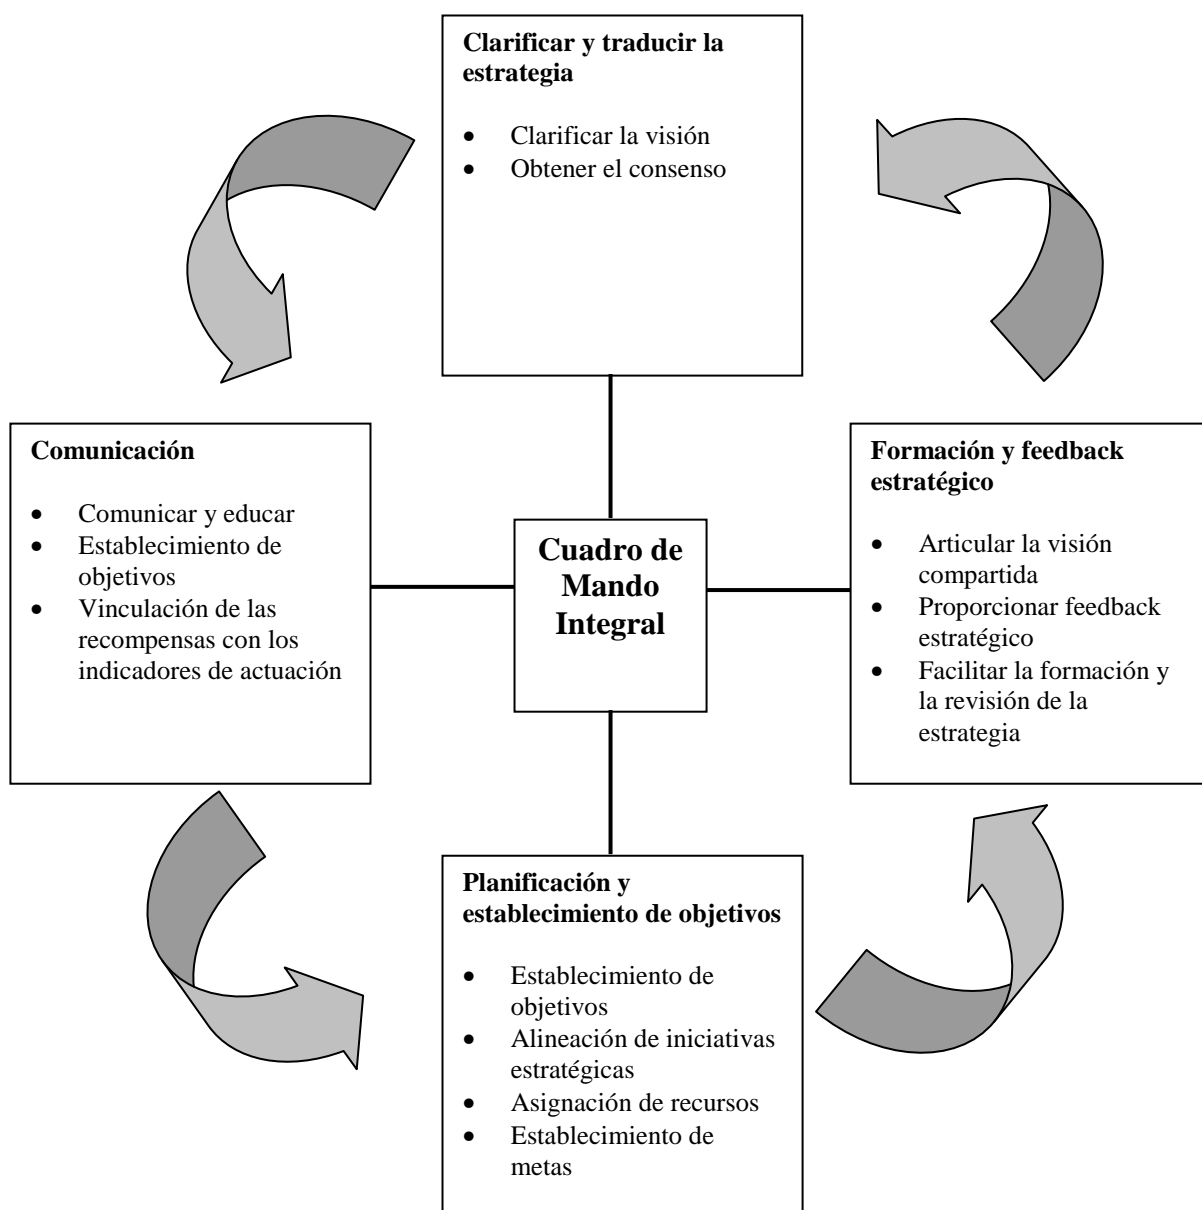 Clarificar y traducir la
estrategia
• Clarificar la visión
• Obtener el consenso
Comunicación
• Comunicar y educar
• Establecimiento de
objetivos
• Vinculación de las
recompensas con los
indicadores de actuación
Cuadro de
Mando
Integral
Formación y feedback
estratégico
• Articular la visión
compartida
• Proporcionar feedback
estratégico
• Facilitar la formación y
la revisión de la
estrategia
Planificación y
establecimiento de objetivos
• Establecimiento de
objetivos
• Alineación de iniciativas
estratégicas
• Asignación de recursos
• Establecimiento de
metas